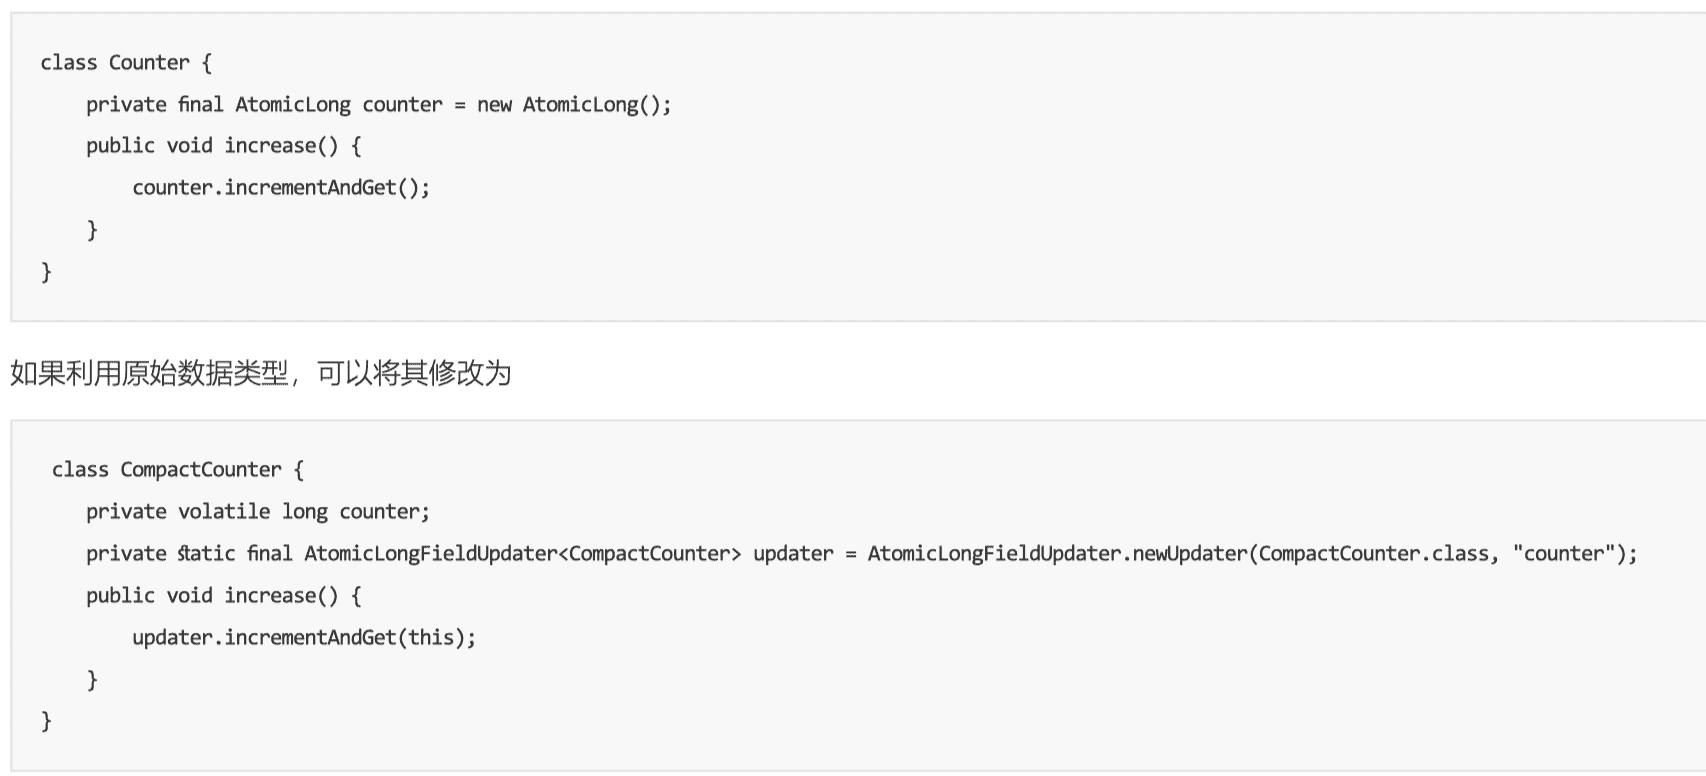 class Counter {
    private final AtomicLong counter = new AtomicLong();
    public void increase() {
        counter.incrementAndGet();
    }
}
如果利用原始数据类型，可以将其修改为
 class CompactCounter {
    private volatile long counter;
    private static final AtomicLongFieldUpdater<CompactCounter> updater = AtomicLongFieldUpdater.newUpdater(CompactCounter.class, "counter");
    public void increase() {
        updater.incrementAndGet(this);
    }
}